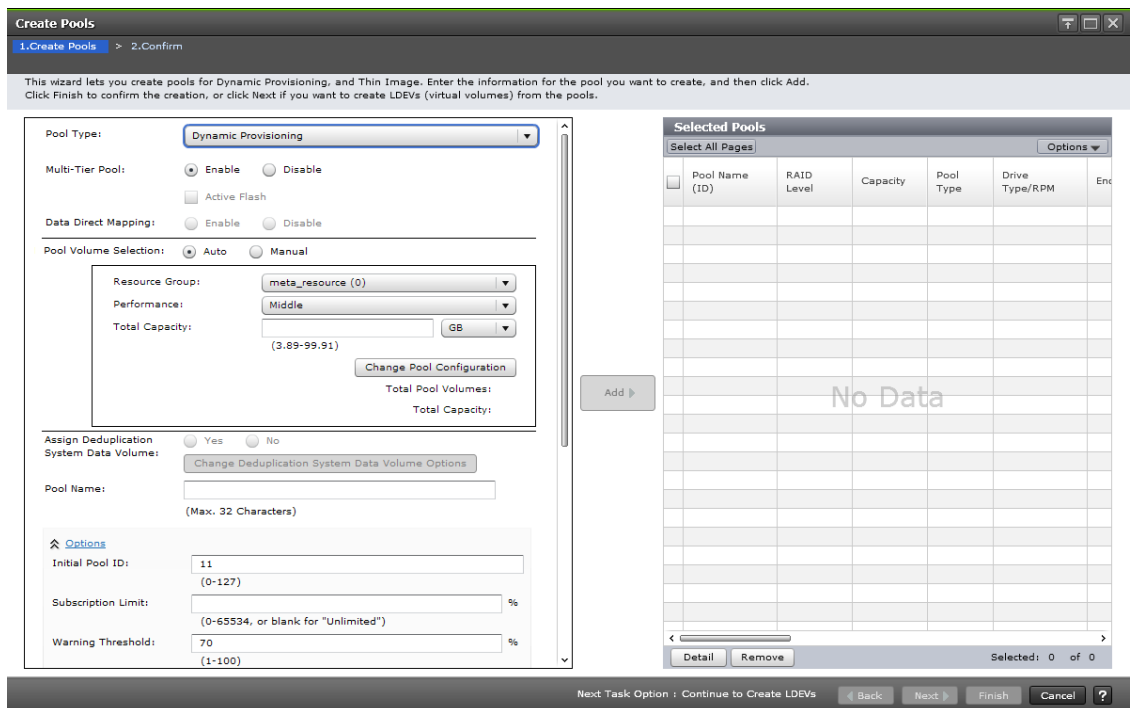 Create Pools
1.Create Pools > 2.Confirm
This wizard lets you create pools for Dynamic Provisioning, and Thin Image. Enter the information for the pool you want to create, and then click Add.
Click Finish to confirm the creation, or click Next if you want to create LDEVs (virtual volumes) from the pools.
Pool Type: Dynamic Provisioning
Multi-Tier Pool: Enable Disable
Active Flash
Data Direct Mapping: Enable Disable
Pool Volume Selection: Auto Manual
Resource Group: meta_resource (0)
Performance: Middle
Total Capacity: GB
(3.89-99.91)
Change Pool Configuration
Total Pool Volumes:
Total Capacity:
Assign Deduplication
System Data Volume: Yes No
Change Deduplication System Data Volume Options
Pool Name:
(Max. 32 Characters)
Options
Initial Pool ID: 11
(0-127)
Subscription Limit: %
(0-65534, or blank for "Unlimited")
Warning Threshold: 70 %
(1-100)
Add
Selected Pools
Select All Pages Options
Pool Name
(ID)
RAID
Level
Capacity
Pool
Type
Drive
Type/RPM
Enc
No Data
Detail Remove Selected: 0 of 0
Next Task Option : Continue to Create LDEVs Back Next Finish Cancel ?